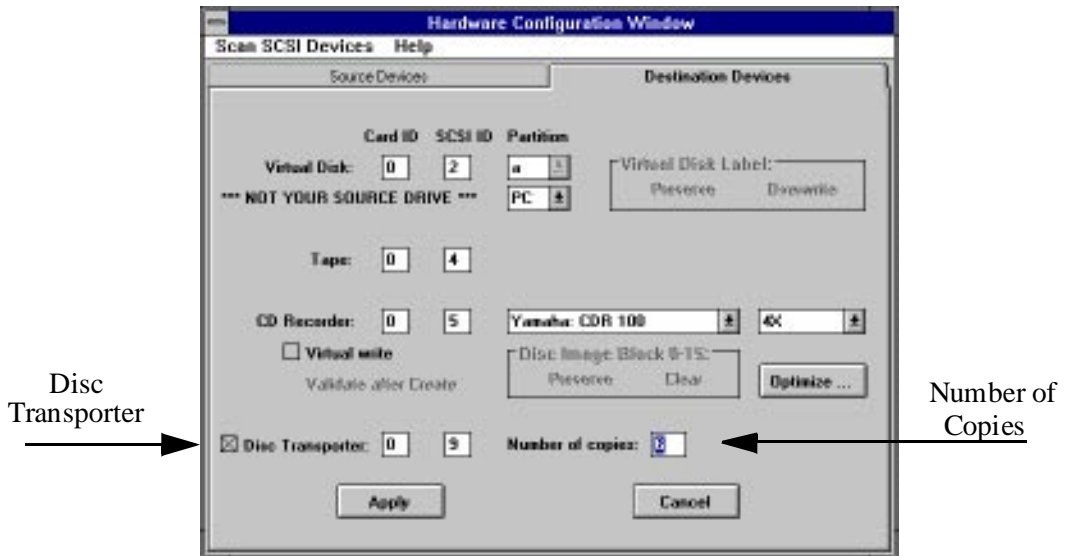 Hardware Configuration Window
Scan SCSI Devices Help
Source Devices Destination Devices
Card ID SCSI ID Partition
Virtual Disk: 0 2 a
Virtual Disk Label:
Preserve Overwrite
*** NOT YOUR SOURCE DRIVE *** PC
Tape: 0 4
CD Recorder: 0 5 Yamaha: CDR 100 4X
Virtual write
Disc Image Block 0-15:
Validate after Create
Preserve Clear
Optimize ...
Disc Transporter
Number of Copies
Disc Transporter: 0 9 Number of copies:
Apply Cancel